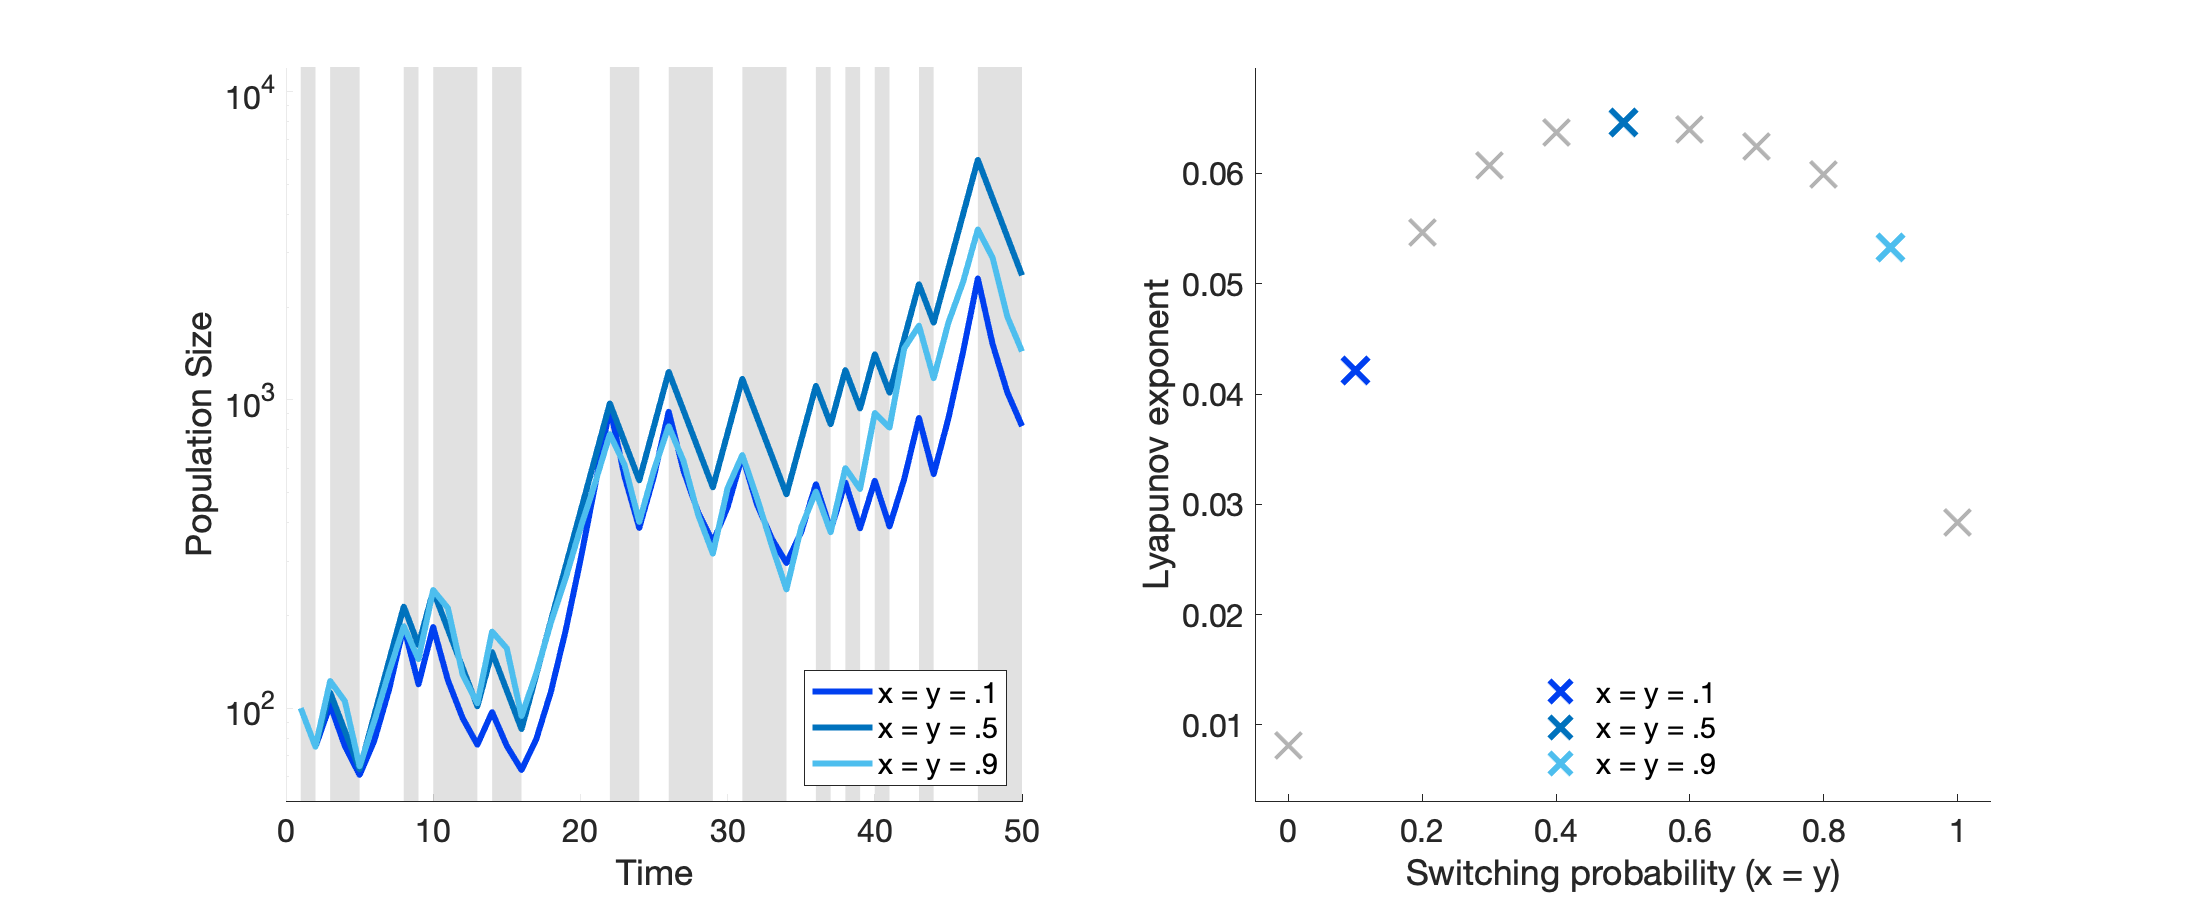 10^4
10^3
10^2
Population Size
0 10 20 30 40 50
Time
x = y = .1
x = y = .5
x = y = .9
0.06
0.05
0.04
0.03
0.02
0.01
Lyapunov exponent
x = y = .1
x = y = .5
x = y = .9
0 0.2 0.4 0.6 0.8 1
Switching probability (x = y)